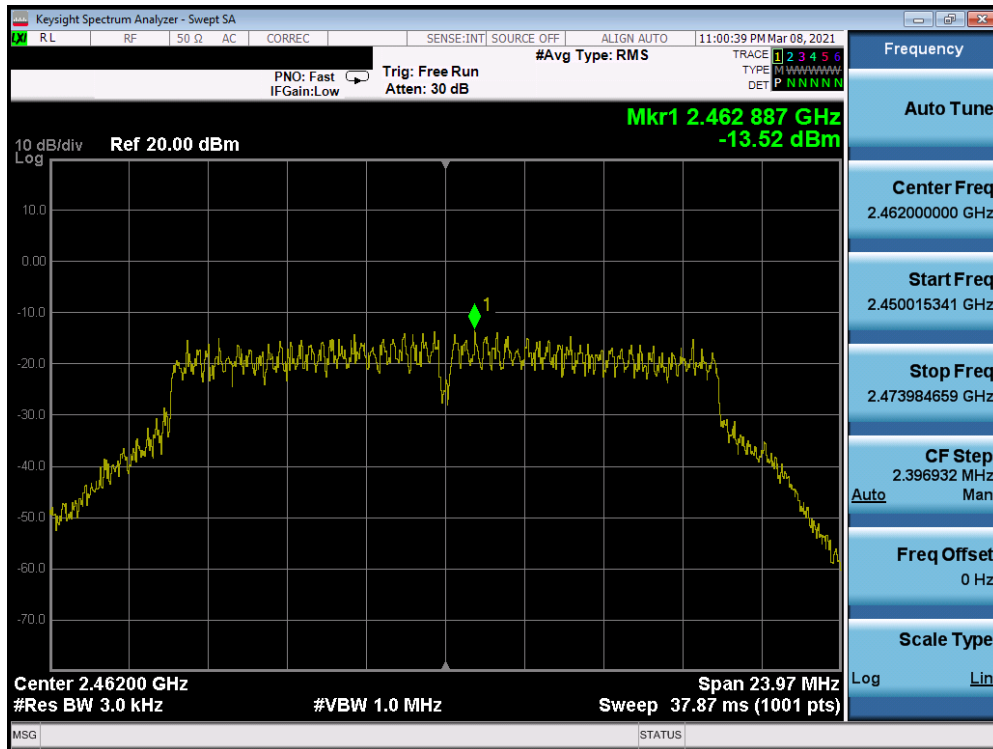 Keysight Spectrum Analyzer - Swept SA
LXI RL RF 50 Ω AC CORREC SENSE:INT SOURCE OFF ALIGN AUTO 11:00:39 PM Mar 08, 2021
#Avg Type: RMS TRACE 1 2 3 4 5 6
PNO: Fast Trig: Free Run TYPE M W W W W W
IFGain:Low Atten: 30 dB DET P N N N N N
Mkr1 2.462 887 GHz
-13.52 dBm
10 dB/div Ref 20.00 dBm
Log
10.0
0.00
1
-10.0
-20.0
-30.0
-40.0
-50.0
-60.0
-70.0
Center 2.46200 GHz Span 23.97 MHz
#Res BW 3.0 kHz #VBW 1.0 MHz Sweep 37.87 ms (1001 pts)
MSG STATUS
Frequency
Auto Tune
Center Freq
2.462000000 GHz
Start Freq
2.450015341 GHz
Stop Freq
2.473984659 GHz
CF Step
2.396932 MHz
Auto Man
Freq Offset
0 Hz
Scale Type
Log Lin